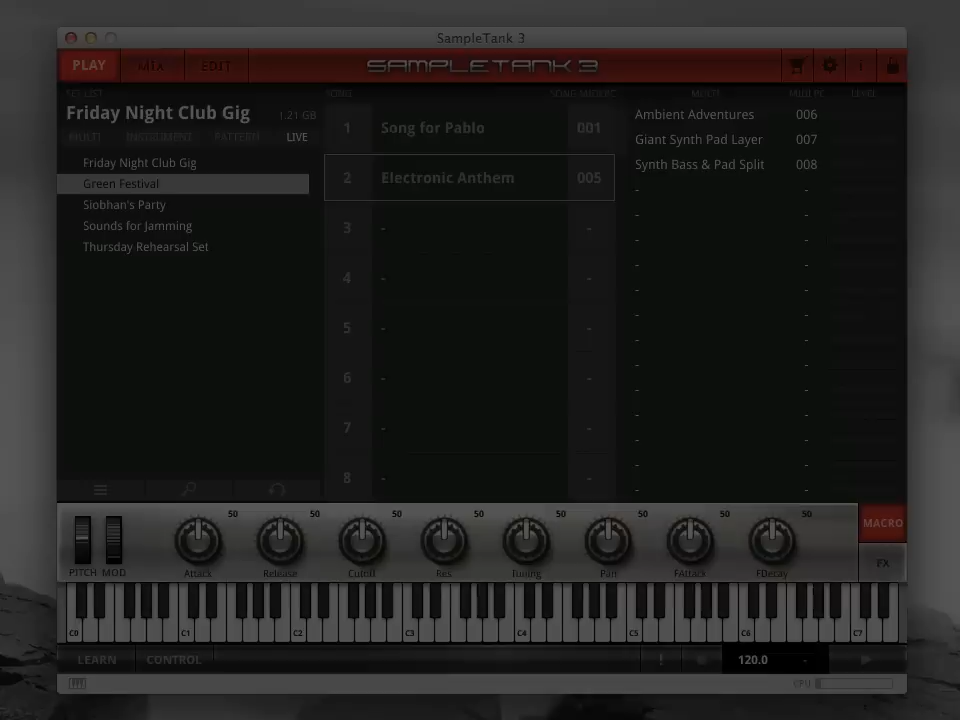 SampleTank 3
PLAY MIX EDIT SAMPLETANK 3 i
SET LIST SONG SONG MIDI PC MULTI MIDI PC LEVEL
Friday Night Club Gig 1.21 GB
MULTI INSTRUMENT PATTERN LIVE
Friday Night Club Gig
Green Festival
Siobhan's Party
Sounds for Jamming
Thursday Rehearsal Set
1 Song for Pablo 001
2 Electronic Anthem 005
3 - -
4 - -
5 - -
6 - -
7 - -
8 - -
Ambient Adventures 006
Giant Synth Pad Layer 007
Synth Bass & Pad Split 008
- -
- -
- -
- -
- -
- -
- -
- -
- -
- -
- -
- -
- -
50 50 50 50 50 50 50 50
MACRO
PITCH MOD Attack Release Cutoff Res Tuning Pan FAttack FDecay
FX
C0 C1 C2 C3 C4 C5 C6 C7
LEARN CONTROL ! 120.0 -
CPU